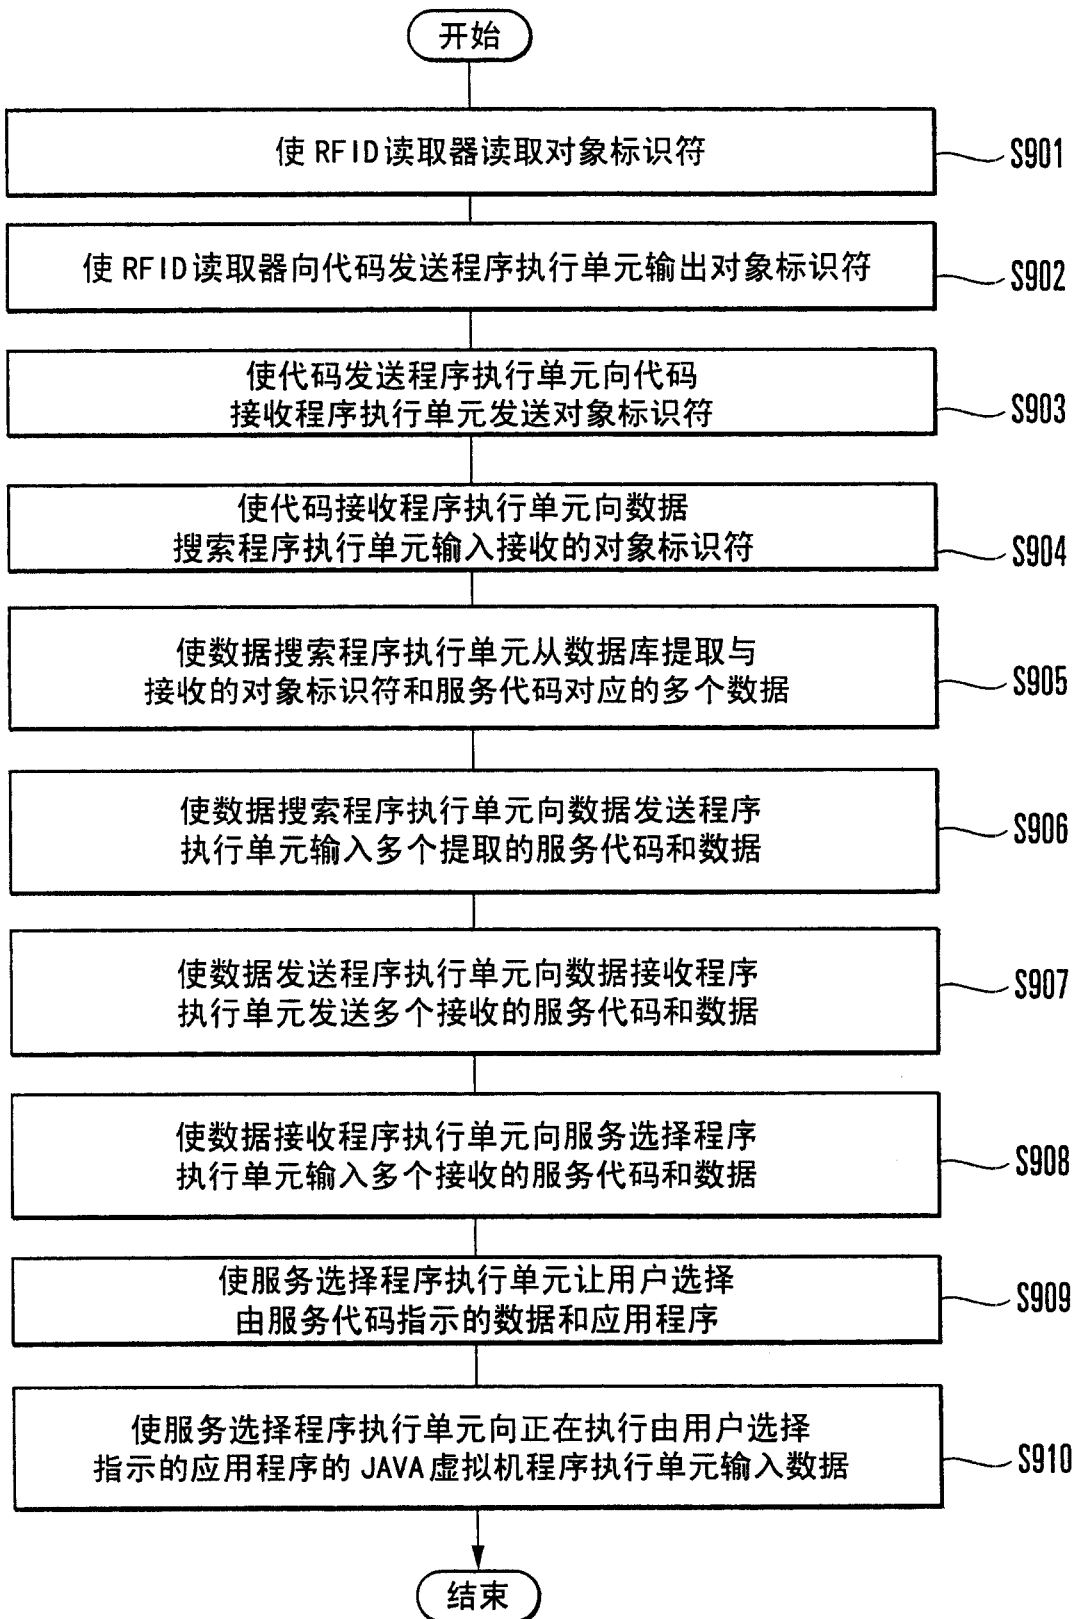 开始
使RFID读取器读取对象标识符
S901
使RFID读取器向代码发送程序执行单元输出对象标识符
S902
使代码发送程序执行单元向代码
接收程序执行单元发送对象标识符
S903
使代码接收程序执行单元向数据
搜索程序执行单元输入接收的对象标识符
S904
使数据搜索程序执行单元从数据库提取与
接收的对象标识符和服务代码对应的多个数据
S905
使数据搜索程序执行单元向数据发送程序
执行单元输入多个提取的服务代码和数据
S906
使数据发送程序执行单元向数据接收程序
执行单元发送多个接收的服务代码和数据
S907
使数据接收程序执行单元向服务选择程序
执行单元输入多个接收的服务代码和数据
S908
使服务选择程序执行单元让用户选择
由服务代码指示的数据和应用程序
S909
使服务选择程序执行单元向正在执行由用户选择
指示的应用程序的JAVA虚拟机程序执行单元输入数据
S910
结束